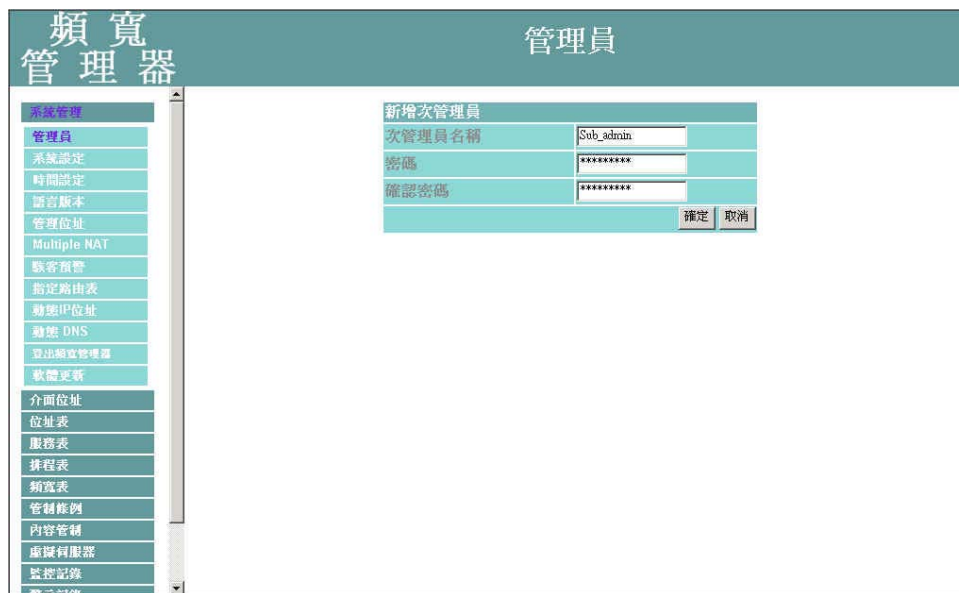 頻寬
管理器
管理員
系統管理
管理員
系統設定
時間設定
語言版本
管理位址
Multiple NAT
駭客預警
指定路由表
動態IP位址
動態 DNS
登出頻寬管理器
軟體更新
介面位址
位址表
服務表
排程表
頻寬表
管制條例
內容管制
虛擬伺服器
監控記錄
新增次管理員
次管理員名稱 Sub_admin
密碼 *********
確認密碼 *********
確定 取消